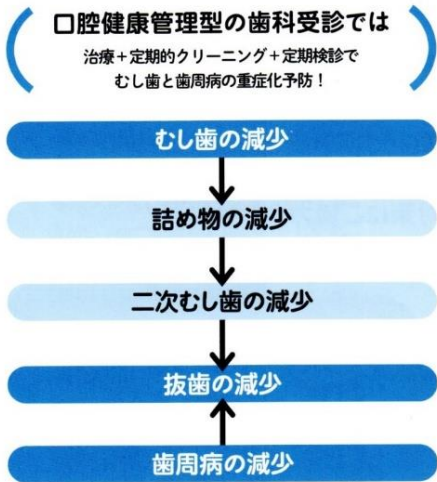 口腔健康管理型の歯科受診では
治療+定期的クリーニング+定期検診で
むし歯と歯周病の重症化予防!
むし歯の減少
詰め物の減少
二次むし歯の減少
抜歯の減少
歯周病の減少